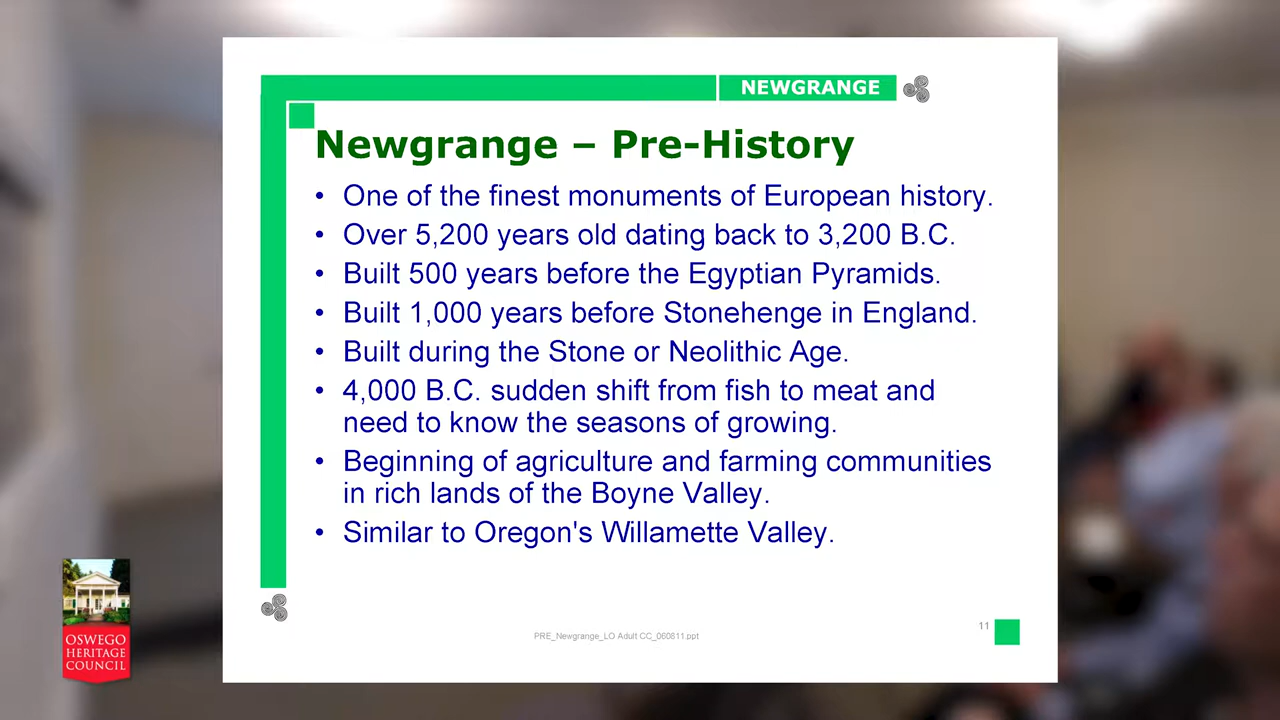 NEWGRANGE
Newgrange – Pre-History
• One of the finest monuments of European history.
• Over 5,200 years old dating back to 3,200 B.C.
• Built 500 years before the Egyptian Pyramids.
• Built 1,000 years before Stonehenge in England.
• Built during the Stone or Neolithic Age.
• 4,000 B.C. sudden shift from fish to meat and
need to know the seasons of growing.
• Beginning of agriculture and farming communities
in rich lands of the Boyne Valley.
• Similar to Oregon's Willamette Valley.
PRE_Newgrange_LO Adult CC_060811.ppt
11
OSWEGO
HERITAGE
COUNCIL